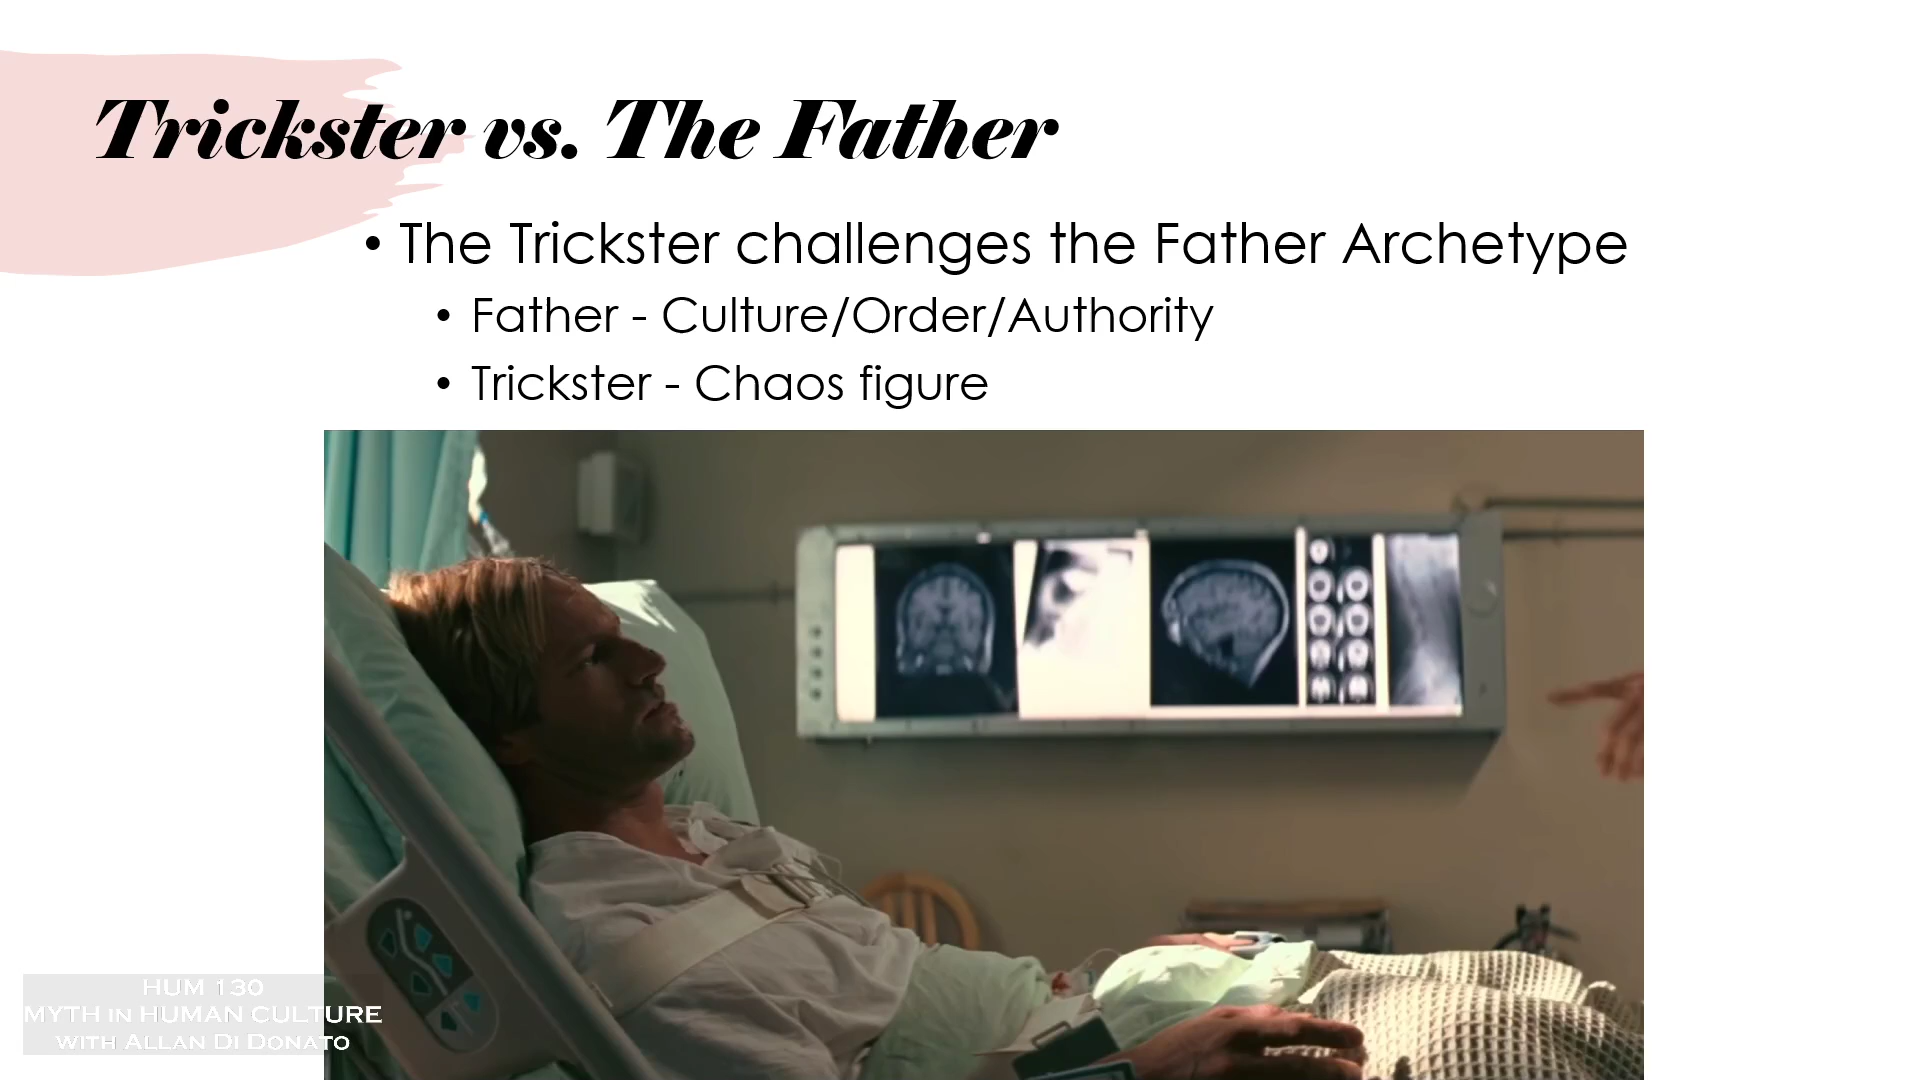 Trickster vs. The Father
• The Trickster challenges the Father Archetype
• Father - Culture/Order/Authority
• Trickster - Chaos figure
HUM 130
MYTH IN HUMAN CULTURE
WITH ALLAN DI DONATO